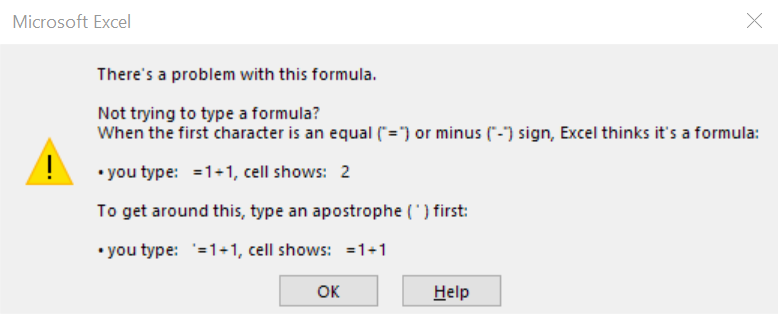 Microsoft Excel
There's a problem with this formula.
Not trying to type a formula?
When the first character is an equal ("=") or minus ("-") sign, Excel thinks it's a formula:
• you type:   =1+1, cell shows:   2
To get around this, type an apostrophe ( ' ) first:
• you type:   '=1+1, cell shows:   =1+1
OK
Help